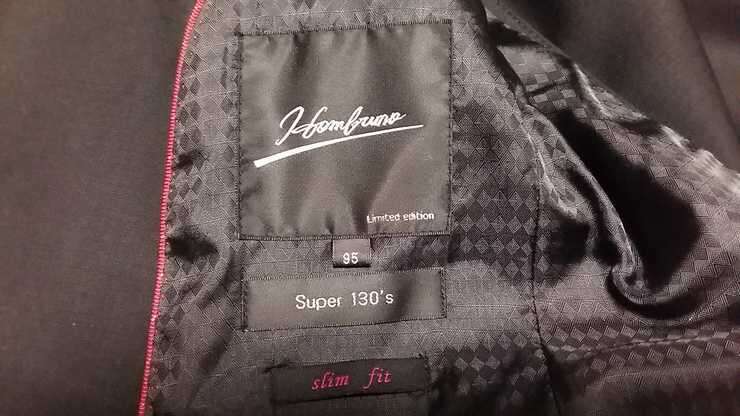 Hombruno
Limited edition
95
Super 130's
slim fit